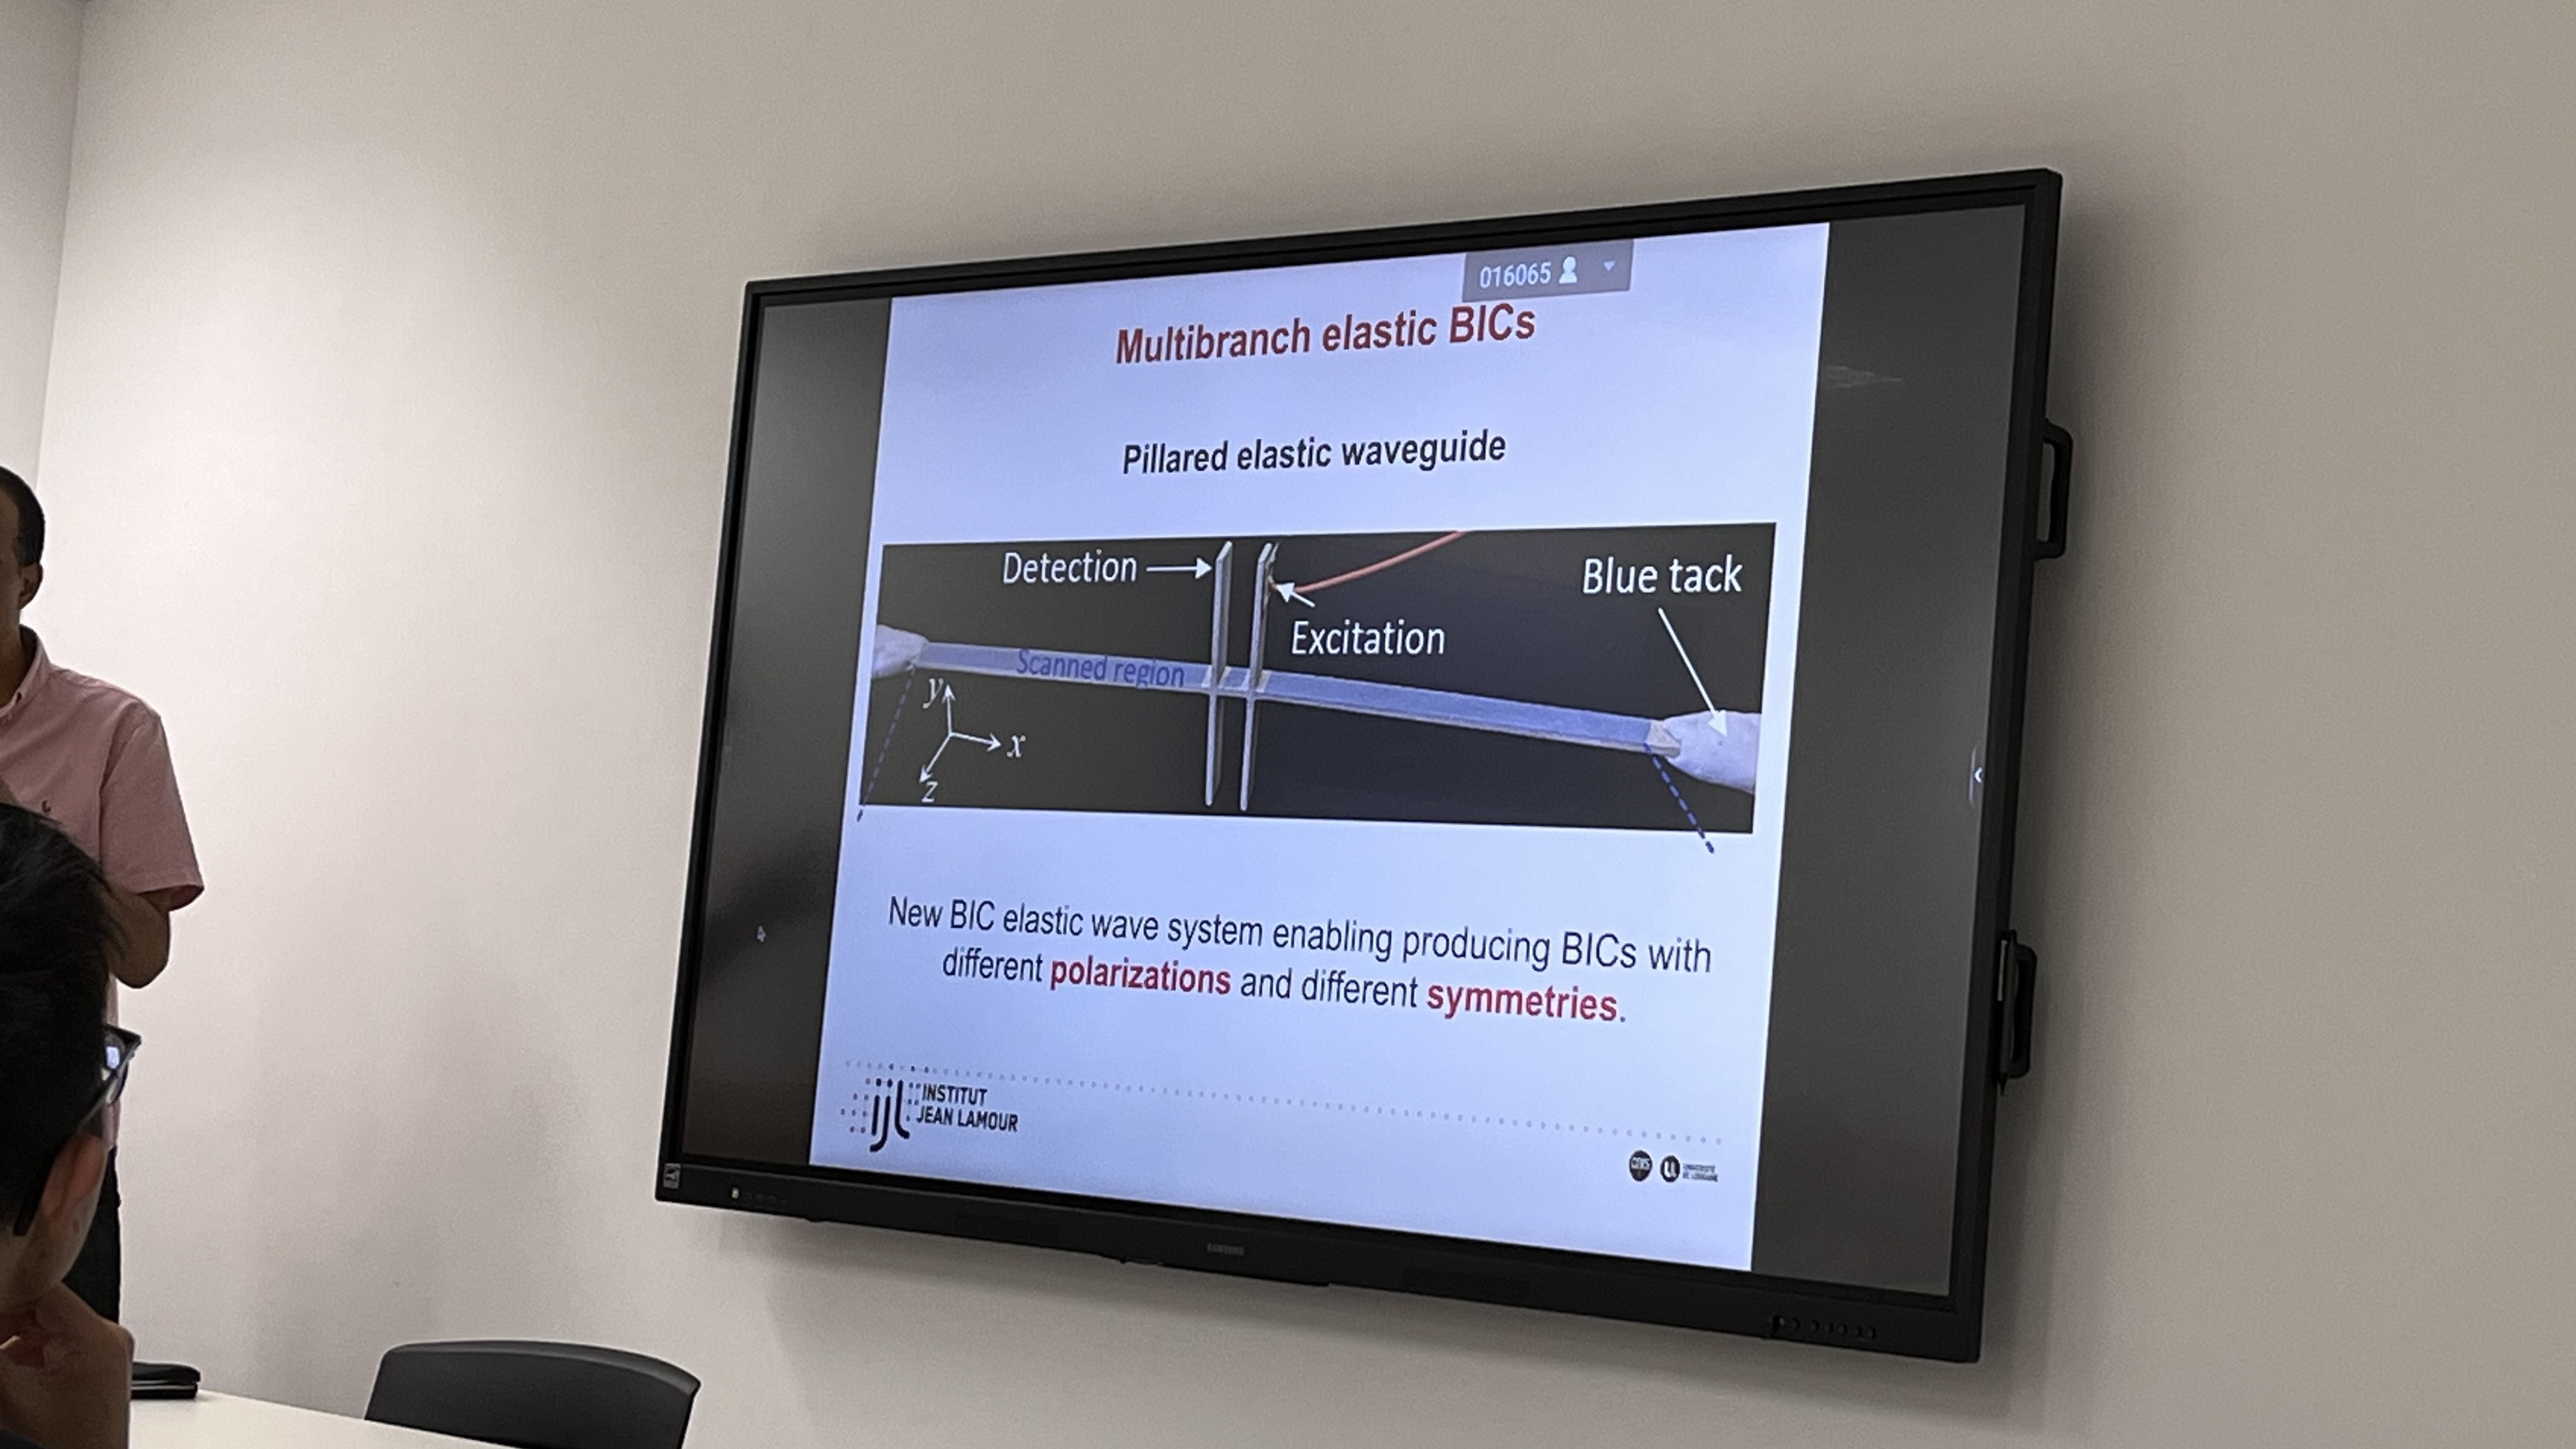 016065
Multibranch elastic BICs
Pillared elastic waveguide
Detection
Blue tack
Excitation
Scanned region
y
x
z
New BIC elastic wave system enabling producing BICs with
different polarizations and different symmetries.
ijl INSTITUT
JEAN LAMOUR
cnrs
UL UNIVERSITÉ
DE LORRAINE